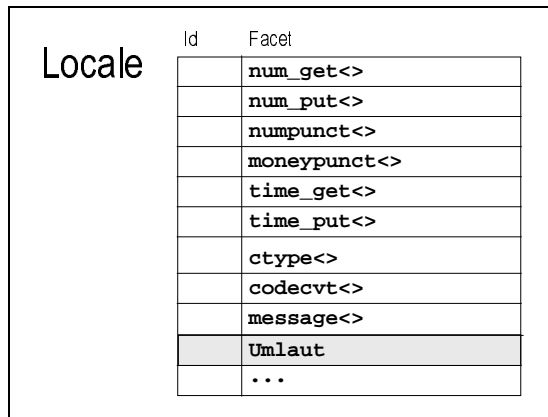 Locale
Id Facet
num_get<>
num_put<>
numpunct<>
moneypunct<>
time_get<>
time_put<>
ctype<>
codecvt<>
message<>
Umlaut
...